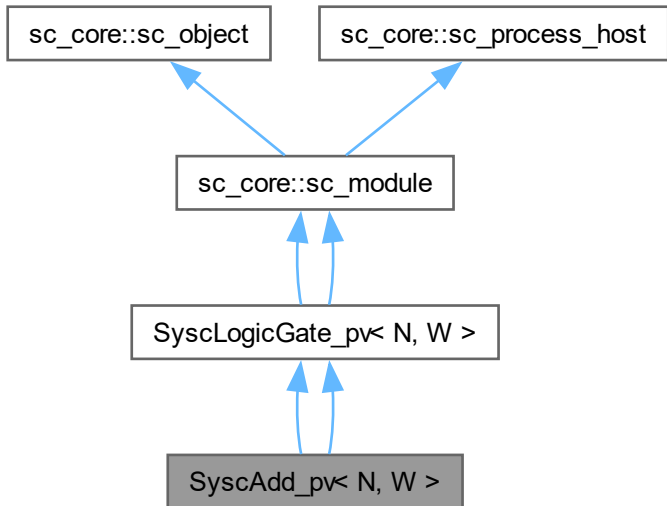 sc_core::sc_object
sc_core::sc_process_host
sc_core::sc_module
SyscLogicGate_pv< N, W >
SyscAdd_pv< N, W >